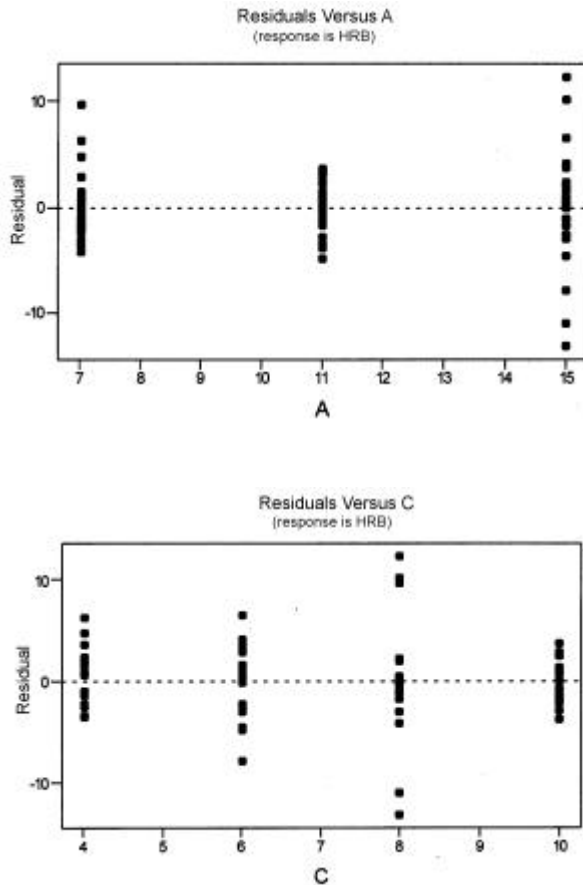 Residuals Versus A
(response is HRB)
Residual
10
0
-10
7 8 9 10 11 12 13 14 15
A
Residuals Versus C
(response is HRB)
Residual
10
0
-10
4 5 6 7 8 9 10
C